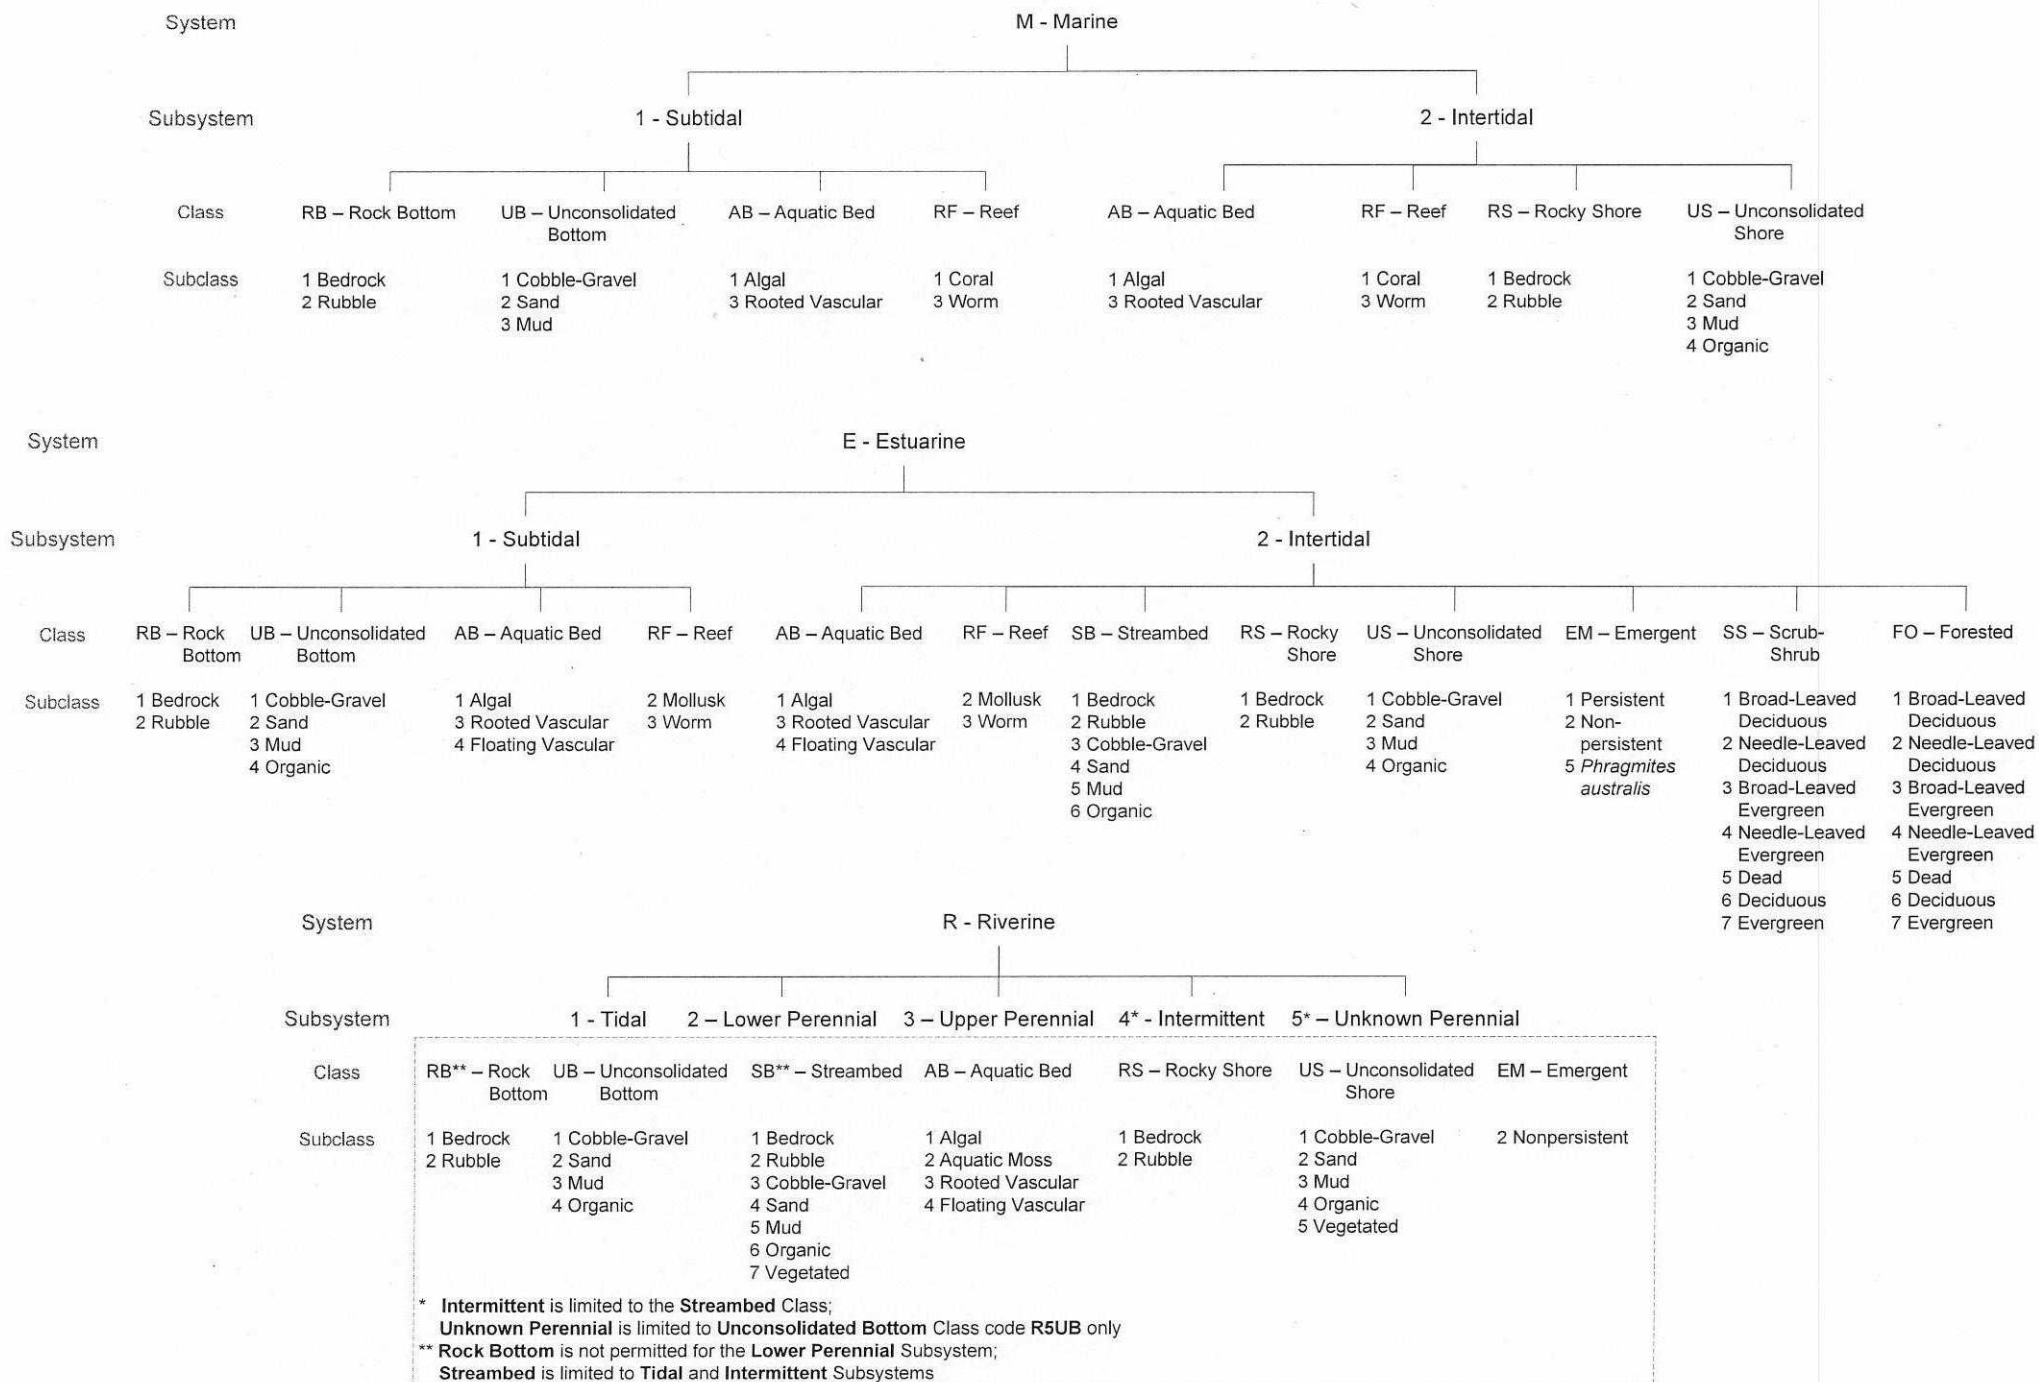 System
M - Marine
Subsystem
1 - Subtidal
2 - Intertidal
Class
RB – Rock Bottom
UB – Unconsolidated
Bottom
AB – Aquatic Bed
RF – Reef
AB – Aquatic Bed
RF – Reef
RS – Rocky Shore
US – Unconsolidated
Shore
Subclass
1 Bedrock
2 Rubble
1 Cobble-Gravel
2 Sand
3 Mud
1 Algal
3 Rooted Vascular
1 Coral
3 Worm
1 Algal
3 Rooted Vascular
1 Coral
3 Worm
1 Bedrock
2 Rubble
1 Cobble-Gravel
2 Sand
3 Mud
4 Organic
System
E - Estuarine
Subsystem
1 - Subtidal
2 - Intertidal
Class
RB – Rock
Bottom
UB – Unconsolidated
Bottom
AB – Aquatic Bed
RF – Reef
AB – Aquatic Bed
RF – Reef
SB – Streambed
RS – Rocky
Shore
US – Unconsolidated
Shore
EM – Emergent
SS – Scrub-
Shrub
FO – Forested
Subclass
1 Bedrock
2 Rubble
1 Cobble-Gravel
2 Sand
3 Mud
4 Organic
1 Algal
3 Rooted Vascular
4 Floating Vascular
2 Mollusk
3 Worm
1 Algal
3 Rooted Vascular
4 Floating Vascular
2 Mollusk
3 Worm
1 Bedrock
2 Rubble
3 Cobble-Gravel
4 Sand
5 Mud
6 Organic
1 Bedrock
2 Rubble
1 Cobble-Gravel
2 Sand
3 Mud
4 Organic
1 Persistent
2 Non-
persistent
5 Phragmites
australis
1 Broad-Leaved
Deciduous
2 Needle-Leaved
Deciduous
3 Broad-Leaved
Evergreen
4 Needle-Leaved
Evergreen
5 Dead
6 Deciduous
7 Evergreen
1 Broad-Leaved
Deciduous
2 Needle-Leaved
Deciduous
3 Broad-Leaved
Evergreen
4 Needle-Leaved
Evergreen
5 Dead
6 Deciduous
7 Evergreen
System
R - Riverine
Subsystem
1 - Tidal
2 – Lower Perennial
3 – Upper Perennial
4* - Intermittent
5* – Unknown Perennial
Class
RB** – Rock
Bottom
UB – Unconsolidated
Bottom
SB** – Streambed
AB – Aquatic Bed
RS – Rocky Shore
US – Unconsolidated
Shore
EM – Emergent
Subclass
1 Bedrock
2 Rubble
1 Cobble-Gravel
2 Sand
3 Mud
4 Organic
1 Bedrock
2 Rubble
3 Cobble-Gravel
4 Sand
5 Mud
6 Organic
7 Vegetated
1 Algal
2 Aquatic Moss
3 Rooted Vascular
4 Floating Vascular
1 Bedrock
2 Rubble
1 Cobble-Gravel
2 Sand
3 Mud
4 Organic
5 Vegetated
2 Nonpersistent
* Intermittent is limited to the Streambed Class;
Unknown Perennial is limited to Unconsolidated Bottom Class code R5UB only
** Rock Bottom is not permitted for the Lower Perennial Subsystem;
Streambed is limited to Tidal and Intermittent Subsystems